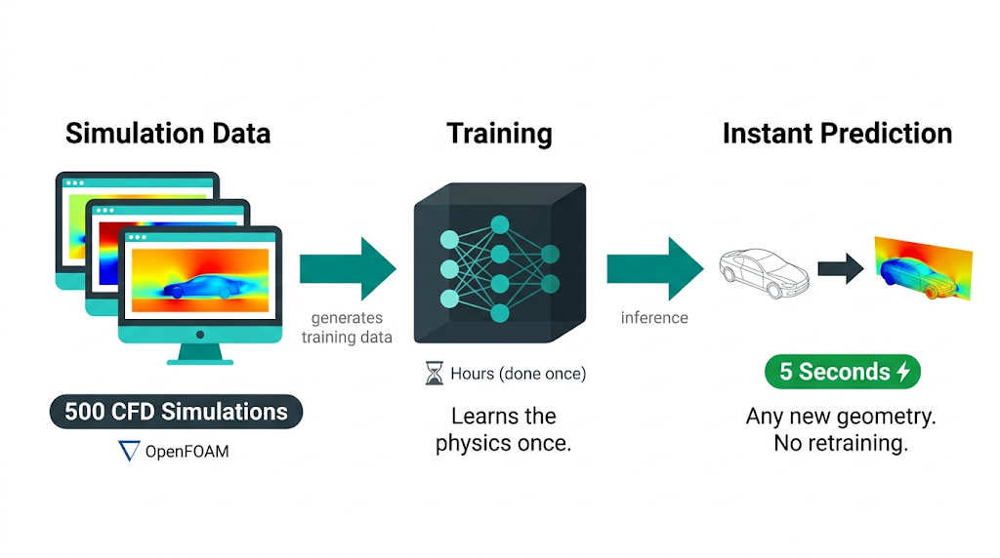 Simulation Data
generates
training data
500 CFD Simulations
OpenFOAM
Training
Hours (done once)
Learns the
physics once.
inference
Instant Prediction
5 Seconds
Any new geometry.
No retraining.